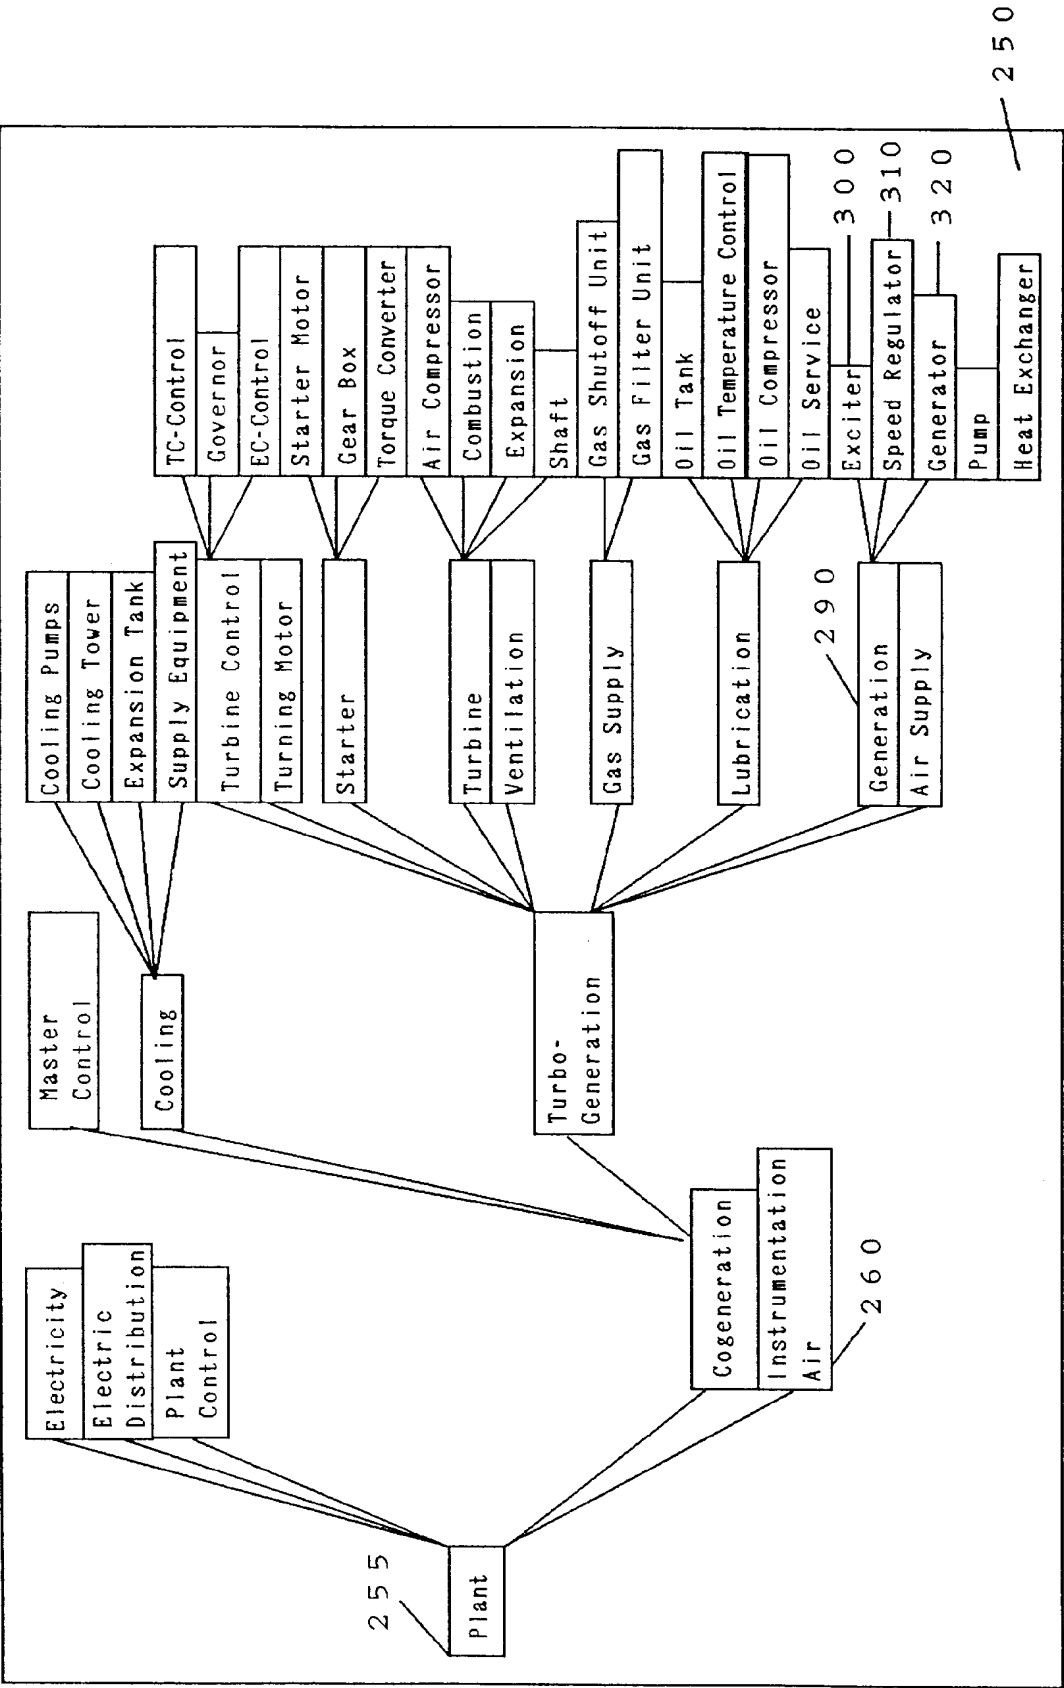 Plant
255
Electricity
Electric
Distribution
Plant
Control
Cogeneration
Instrumentation
Air
260
Master
Control
Cooling
Turbo-
Generation
Cooling Pumps
Cooling Tower
Expansion Tank
Supply Equipment
Turbine Control
Turning Motor
Starter
Turbine
Ventilation
Gas Supply
Lubrication
290
Generation
Air Supply
TC-Control
Governor
EC-Control
Starter Motor
Gear Box
Torque Converter
Air Compressor
Combustion
Expansion
Shaft
Gas Shutoff Unit
Gas Filter Unit
Oil Tank
Oil Temperature Control
Oil Compressor
Oil Service
Exciter
300
Speed Regulator
310
Generator
320
Pump
Heat Exchanger
250